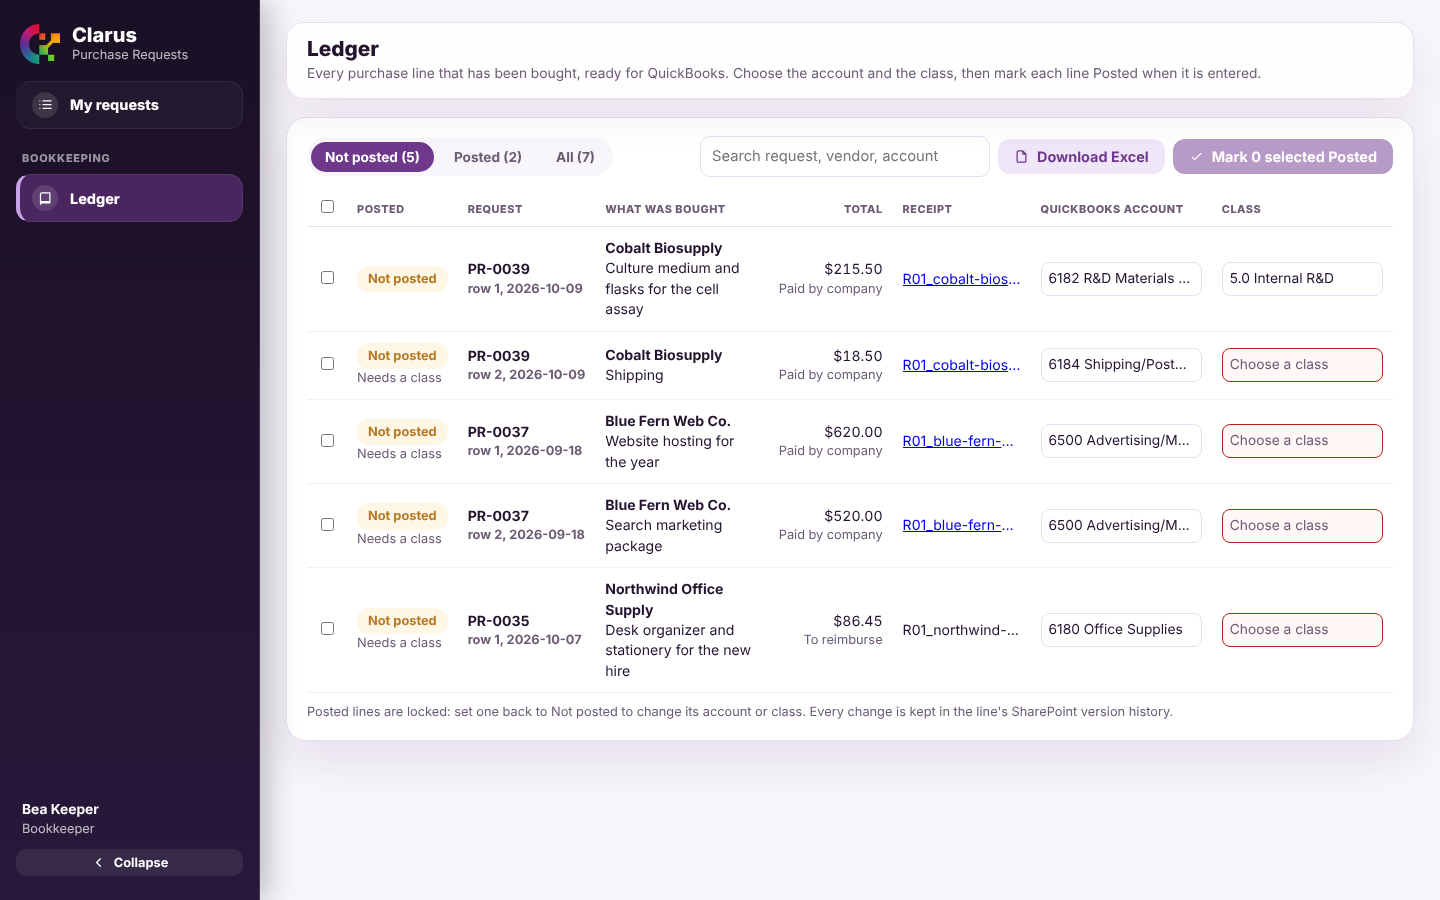 Clarus
Purchase Requests
My requests
BOOKKEEPING
Ledger
Bea Keeper
Bookkeeper
Collapse
Ledger
Every purchase line that has been bought, ready for QuickBooks. Choose the account and the class, then mark each line Posted when it is entered.
Not posted (5) Posted (2) All (7) Search request, vendor, account Download Excel Mark 0 selected Posted
POSTED REQUEST WHAT WAS BOUGHT TOTAL RECEIPT QUICKBOOKS ACCOUNT CLASS
Not posted
PR-0039
row 1, 2026-10-09
Cobalt Biosupply
Culture medium and
flasks for the cell
assay
$215.50
Paid by company
R01_cobalt-bios...
6182 R&D Materials ...
5.0 Internal R&D
Not posted
Needs a class
PR-0039
row 2, 2026-10-09
Cobalt Biosupply
Shipping
$18.50
Paid by company
R01_cobalt-bios...
6184 Shipping/Post...
Choose a class
Not posted
Needs a class
PR-0037
row 1, 2026-09-18
Blue Fern Web Co.
Website hosting for
the year
$620.00
Paid by company
R01_blue-fern-...
6500 Advertising/M...
Choose a class
Not posted
Needs a class
PR-0037
row 2, 2026-09-18
Blue Fern Web Co.
Search marketing
package
$520.00
Paid by company
R01_blue-fern-...
6500 Advertising/M...
Choose a class
Not posted
Needs a class
PR-0035
row 1, 2026-10-07
Northwind Office
Supply
Desk organizer and
stationery for the new
hire
$86.45
To reimburse
R01_northwind-...
6180 Office Supplies
Choose a class
Posted lines are locked: set one back to Not posted to change its account or class. Every change is kept in the line's SharePoint version history.